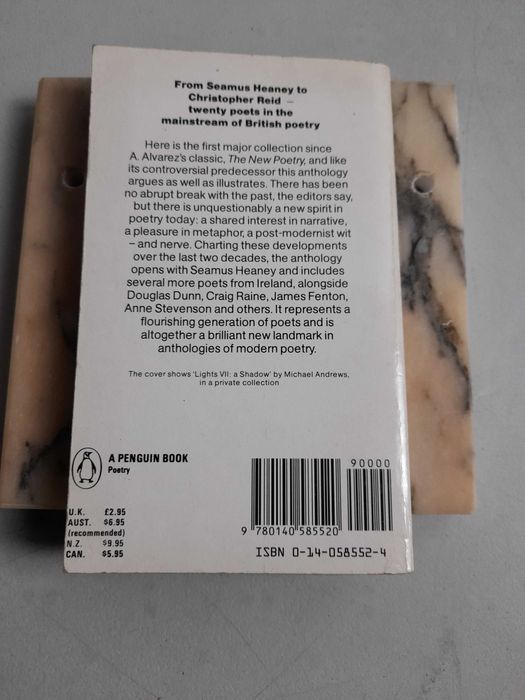 From Seamus Heaney to
Christopher Reid –
twenty poets in the
mainstream of British poetry
Here is the first major collection since
A. Alvarez's classic, The New Poetry, and like
its controversial predecessor this anthology
argues as well as illustrates. There has been
no abrupt break with the past, the editors say,
but there is unquestionably a new spirit in
poetry today: a shared interest in narrative,
a pleasure in metaphor, a post-modernist wit
– and nerve. Charting these developments
over the last two decades, the anthology
opens with Seamus Heaney and includes
several more poets from Ireland, alongside
Douglas Dunn, Craig Raine, James Fenton,
Anne Stevenson and others. It represents a
flourishing generation of poets and is
altogether a brilliant new landmark in
anthologies of modern poetry.
The cover shows 'Lights VII: a Shadow' by Michael Andrews,
in a private collection
A PENGUIN BOOK
Poetry
U.K. £2.95
AUST. $6.95
(recommended)
N.Z. $9.95
CAN. $5.95
90000
9 780140 585520
ISBN 0-14-058552-4